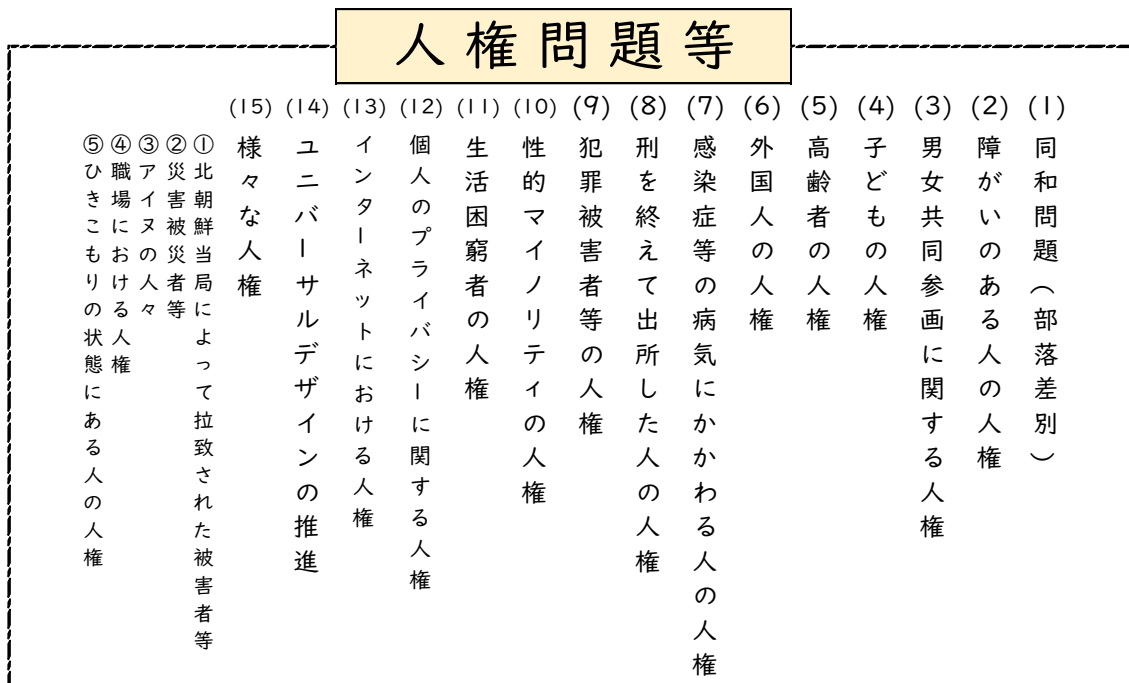 人権問題等
(1) 同和問題（部落差別）
(2) 障がいのある人の人権
(3) 男女共同参画に関する人権
(4) 子どもの人権
(5) 高齢者の人権
(6) 外国人の人権
(7) 感染症等の病気にかかわる人の人権
(8) 刑を終えて出所した人の人権
(9) 犯罪被害者等の人権
(10) 性的マイノリティの人権
(11) 生活困窮者の人権
(12) 個人のプライバシーに関する人権
(13) インターネットにおける人権
(14) ユニバーサルデザインの推進
(15) 様々な人権
①北朝鮮当局によって拉致された被害者等
②災害被災者等
③アイヌの人々
④職場における人権
⑤ひきこもりの状態にある人の人権